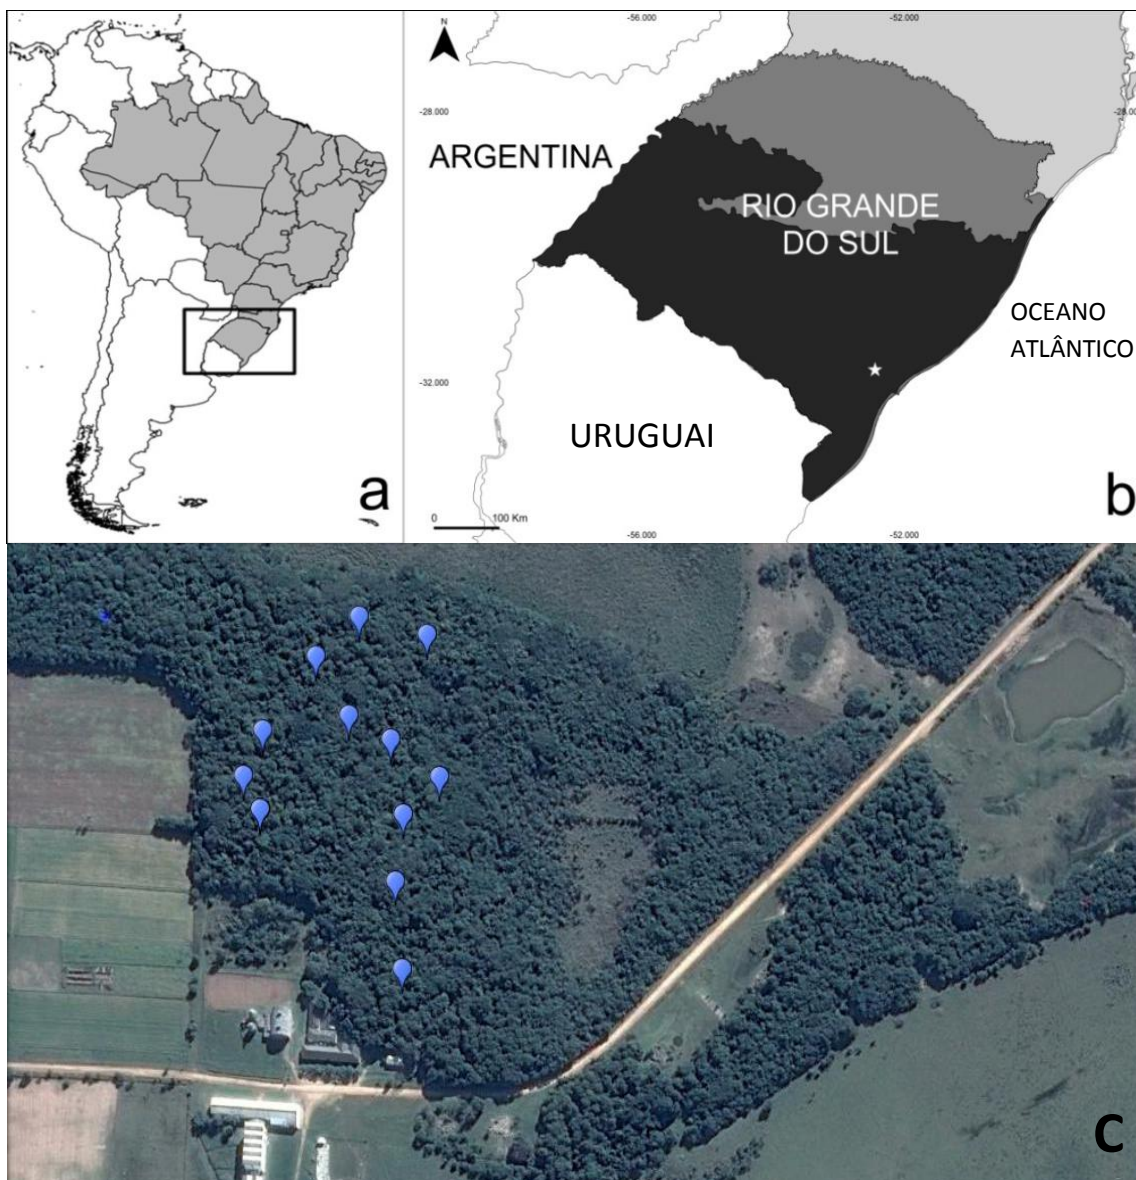 -56.000
-52.000
N
-28.000
-28.000
ARGENTINA
RIO GRANDE
DO SUL
OCEANO
ATLÂNTICO
-32.000
URUGUAI
a
b
0 100 Km
-56.000
-52.000
C